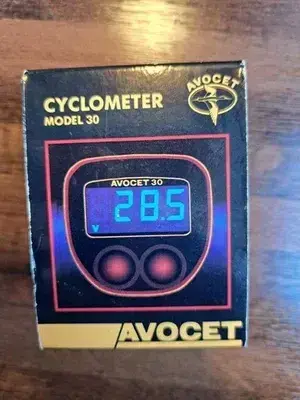 CYCLOMETER
MODEL 30
AVOCET
AVOCET 30
28.5
V
AVOCET